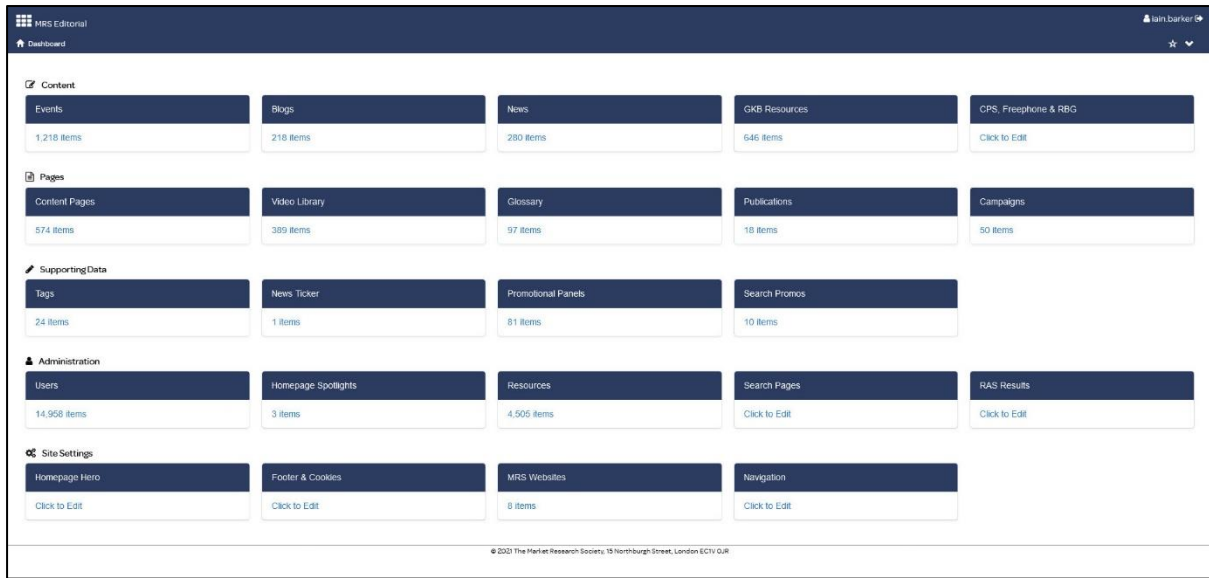 MRS Editorial iain.barker
Dashboard
Content
Events Blogs News GKB Resources CPS, Freephone & RBG
1,218 items 218 items 280 items 646 items Click to Edit
Pages
Content Pages Video Library Glossary Publications Campaigns
574 items 389 items 97 items 18 items 50 items
Supporting Data
Tags News Ticker Promotional Panels Search Promos
24 items 1 items 81 items 10 items
Administration
Users Homepage Spotlights Resources Search Pages RAS Results
14,958 items 3 items 4,505 items Click to Edit Click to Edit
Site Settings
Homepage Hero Footer & Cookies MRS Websites Navigation
Click to Edit Click to Edit 8 items Click to Edit
© 2021 The Market Research Society, 15 Northburgh Street, London EC1V 0JR